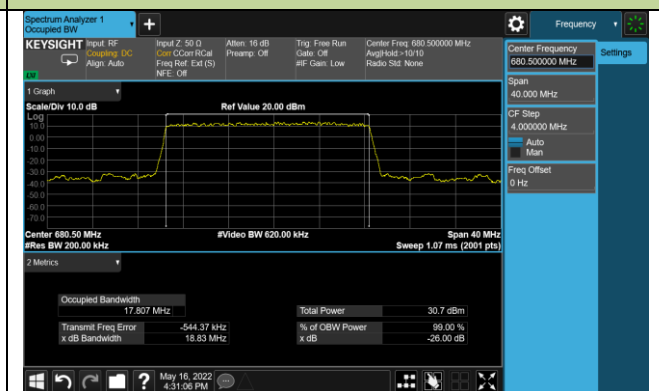 Spectrum Analyzer 1
Occupied BW
Frequency
KEYSIGHT
Input: RF
Coupling: DC
Align: Auto
Input Z: 50 Ω
Corr CCorr RCal
Freq Ref: Ext (S)
NFE: Off
Atten: 16 dB
Preamp: Off
Trig: Free Run
Gate: Off
#IF Gain: Low
Center Freq: 680.500000 MHz
Avg|Hold:>10/10
Radio Std: None
Center Frequency
680.500000 MHz
Settings
Span
40.000 MHz
CF Step
4.000000 MHz
Auto
Man
Freq Offset
0 Hz
1 Graph
Scale/Div 10.0 dB
Ref Value 20.00 dBm
Log
10.0
0.00
-10.0
-20.0
-30.0
-40.0
-50.0
-60.0
-70.0
Center 680.50 MHz
#Video BW 620.00 kHz
Span 40 MHz
#Res BW 200.00 kHz
Sweep 1.07 ms (2001 pts)
2 Metrics
Occupied Bandwidth
17.807 MHz
Total Power
30.7 dBm
Transmit Freq Error
-544.37 kHz
% of OBW Power
99.00 %
x dB Bandwidth
18.83 MHz
x dB
-26.00 dB
May 16, 2022
4:31:06 PM